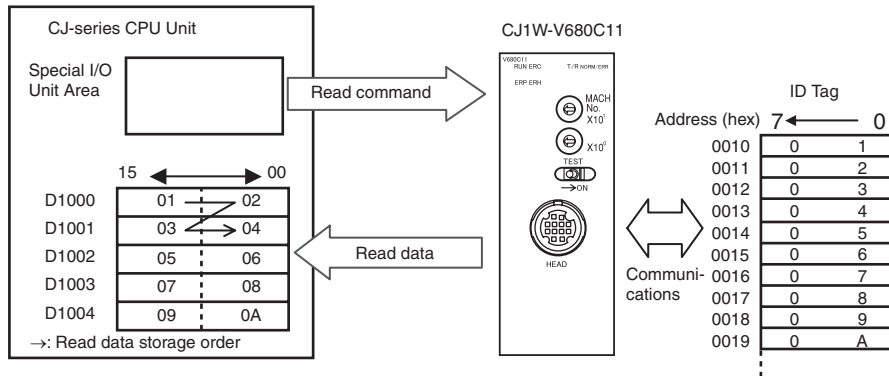 CJ-series CPU Unit
Special I/O
Unit Area
Read command
15 00
D1000 01 02
D1001 03 04
D1002 05 06
D1003 07 08
D1004 09 0A
→: Read data storage order
Read data
CJ1W-V680C11
V680C11
RUN ERC T/R NORM/ERR
ERP ERH
MACH
No.
X10¹
X10⁰
TEST
→ON
HEAD
Communi-
cations
ID Tag
Address (hex) 7 0
0010 0 1
0011 0 2
0012 0 3
0013 0 4
0014 0 5
0015 0 6
0016 0 7
0017 0 8
0018 0 9
0019 0 A